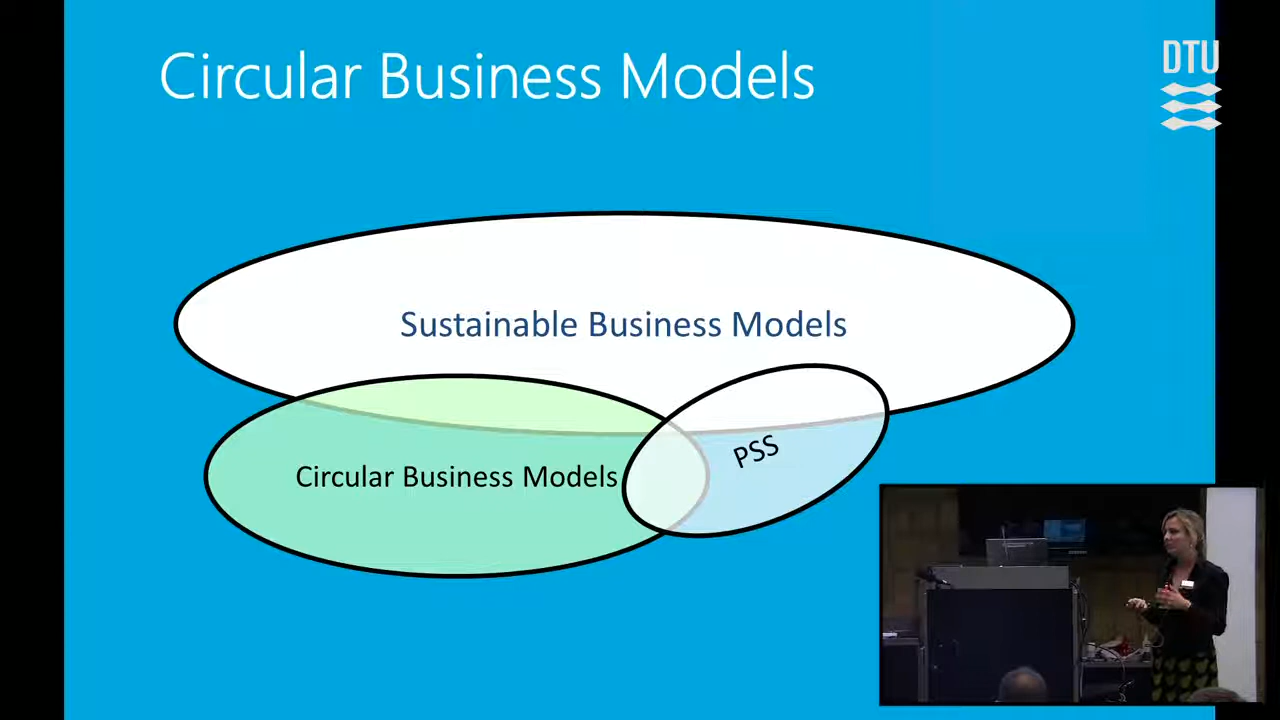 Circular Business Models
DTU
Sustainable Business Models
PSS
Circular Business Models